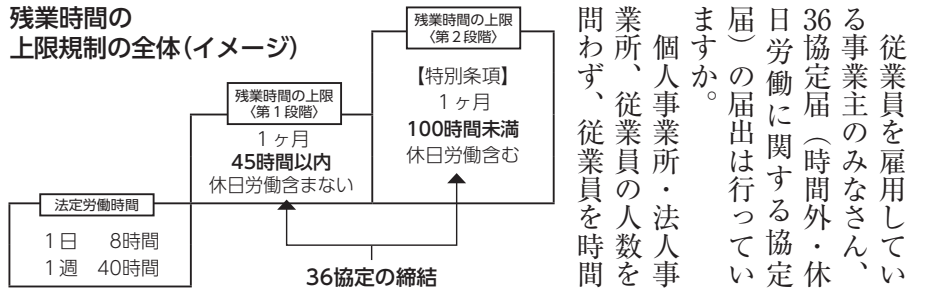 残業時間の
上限規制の全体(イメージ)
残業時間の上限
〈第２段階〉
【特別条項】
1ヶ月
100時間未満
休日労働含む
残業時間の上限
〈第１段階〉
1ヶ月
45時間以内
休日労働含まない
法定労働時間
1日 8時間
1週 40時間
36協定の締結
従業員を雇用してい
る事業主のみなさん、
36協定届（時間外・休
日労働に関する協定
届）の届出は行ってい
ますか。
個人事業所・法人事
業所、従業員の人数を
問わず、従業員を時間